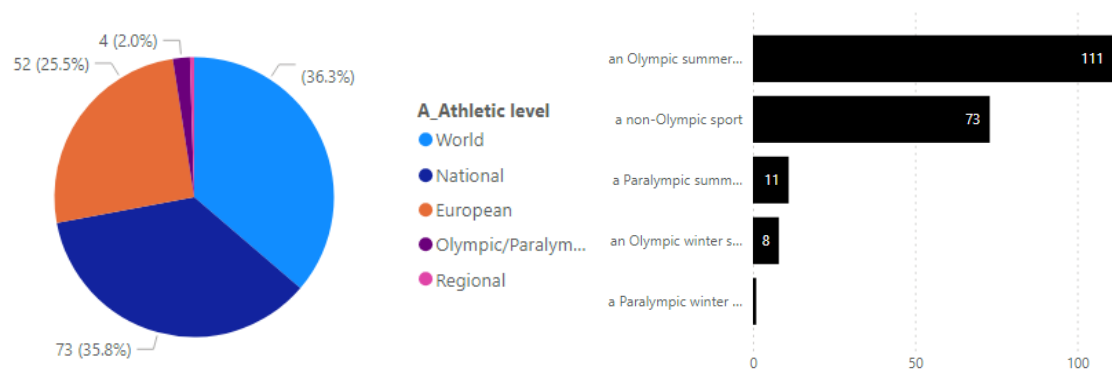 4 (2.0%)
52 (25.5%)
(36.3%)
73 (35.8%)
A_Athletic level
World
National
European
Olympic/Paralym...
Regional
an Olympic summer...
111
a non-Olympic sport
73
a Paralympic summ...
11
an Olympic winter s...
8
a Paralympic winter ...
0
50
100